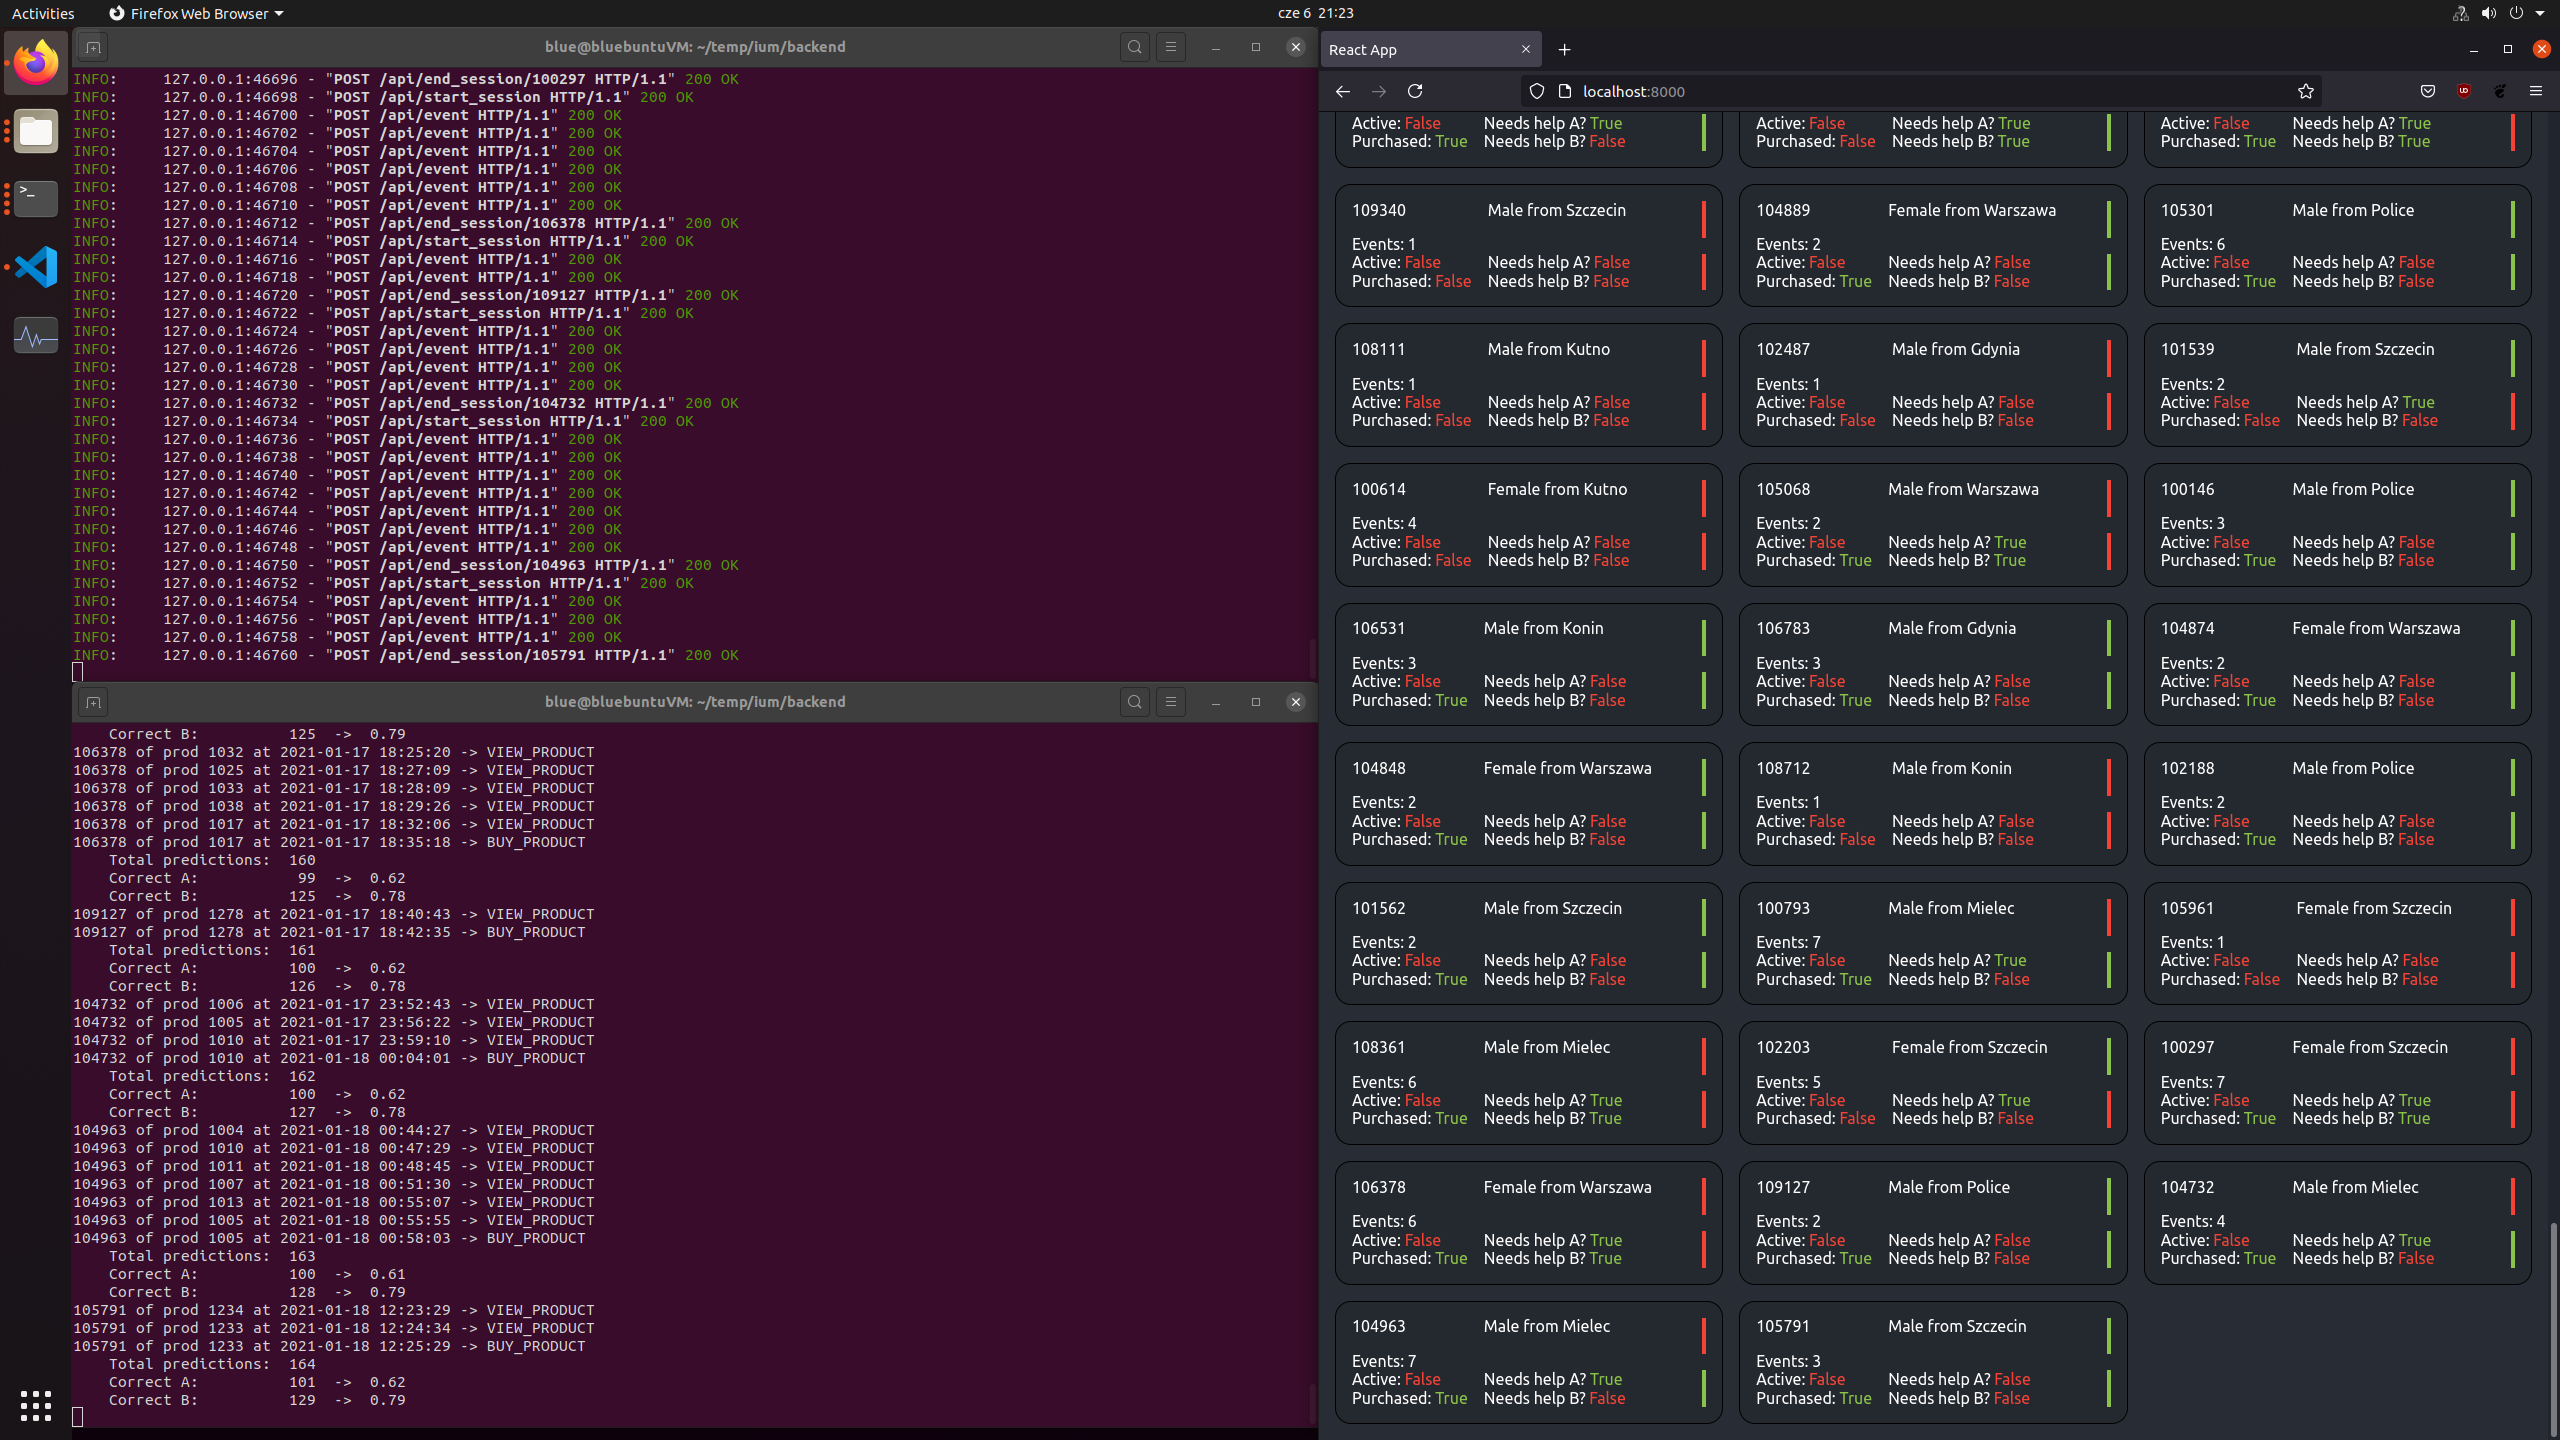 Activities
Firefox Web Browser
cze 6 21:23
blue@bluebuntuVM: ~/temp/ium/backend
INFO: 127.0.0.1:46696 - "POST /api/end_session/100297 HTTP/1.1" 200 OK
INFO: 127.0.0.1:46698 - "POST /api/start_session HTTP/1.1" 200 OK
INFO: 127.0.0.1:46700 - "POST /api/event HTTP/1.1" 200 OK
INFO: 127.0.0.1:46702 - "POST /api/event HTTP/1.1" 200 OK
INFO: 127.0.0.1:46704 - "POST /api/event HTTP/1.1" 200 OK
INFO: 127.0.0.1:46706 - "POST /api/event HTTP/1.1" 200 OK
INFO: 127.0.0.1:46708 - "POST /api/event HTTP/1.1" 200 OK
INFO: 127.0.0.1:46710 - "POST /api/event HTTP/1.1" 200 OK
INFO: 127.0.0.1:46712 - "POST /api/end_session/106378 HTTP/1.1" 200 OK
INFO: 127.0.0.1:46714 - "POST /api/start_session HTTP/1.1" 200 OK
INFO: 127.0.0.1:46716 - "POST /api/event HTTP/1.1" 200 OK
INFO: 127.0.0.1:46718 - "POST /api/event HTTP/1.1" 200 OK
INFO: 127.0.0.1:46720 - "POST /api/end_session/109127 HTTP/1.1" 200 OK
INFO: 127.0.0.1:46722 - "POST /api/start_session HTTP/1.1" 200 OK
INFO: 127.0.0.1:46724 - "POST /api/event HTTP/1.1" 200 OK
INFO: 127.0.0.1:46726 - "POST /api/event HTTP/1.1" 200 OK
INFO: 127.0.0.1:46728 - "POST /api/event HTTP/1.1" 200 OK
INFO: 127.0.0.1:46730 - "POST /api/event HTTP/1.1" 200 OK
INFO: 127.0.0.1:46732 - "POST /api/end_session/104732 HTTP/1.1" 200 OK
INFO: 127.0.0.1:46734 - "POST /api/start_session HTTP/1.1" 200 OK
INFO: 127.0.0.1:46736 - "POST /api/event HTTP/1.1" 200 OK
INFO: 127.0.0.1:46738 - "POST /api/event HTTP/1.1" 200 OK
INFO: 127.0.0.1:46740 - "POST /api/event HTTP/1.1" 200 OK
INFO: 127.0.0.1:46742 - "POST /api/event HTTP/1.1" 200 OK
INFO: 127.0.0.1:46744 - "POST /api/event HTTP/1.1" 200 OK
INFO: 127.0.0.1:46746 - "POST /api/event HTTP/1.1" 200 OK
INFO: 127.0.0.1:46748 - "POST /api/event HTTP/1.1" 200 OK
INFO: 127.0.0.1:46750 - "POST /api/end_session/104963 HTTP/1.1" 200 OK
INFO: 127.0.0.1:46752 - "POST /api/start_session HTTP/1.1" 200 OK
INFO: 127.0.0.1:46754 - "POST /api/event HTTP/1.1" 200 OK
INFO: 127.0.0.1:46756 - "POST /api/event HTTP/1.1" 200 OK
INFO: 127.0.0.1:46758 - "POST /api/event HTTP/1.1" 200 OK
INFO: 127.0.0.1:46760 - "POST /api/end_session/105791 HTTP/1.1" 200 OK
blue@bluebuntuVM: ~/temp/ium/backend
Correct B: 125 -> 0.79
106378 of prod 1032 at 2021-01-17 18:25:20 -> VIEW_PRODUCT
106378 of prod 1025 at 2021-01-17 18:27:09 -> VIEW_PRODUCT
106378 of prod 1033 at 2021-01-17 18:28:09 -> VIEW_PRODUCT
106378 of prod 1038 at 2021-01-17 18:29:26 -> VIEW_PRODUCT
106378 of prod 1017 at 2021-01-17 18:32:06 -> VIEW_PRODUCT
106378 of prod 1017 at 2021-01-17 18:35:18 -> BUY_PRODUCT
Total predictions: 160
Correct A: 99 -> 0.62
Correct B: 125 -> 0.78
109127 of prod 1278 at 2021-01-17 18:40:43 -> VIEW_PRODUCT
109127 of prod 1278 at 2021-01-17 18:42:35 -> BUY_PRODUCT
Total predictions: 161
Correct A: 100 -> 0.62
Correct B: 126 -> 0.78
104732 of prod 1006 at 2021-01-17 23:52:43 -> VIEW_PRODUCT
104732 of prod 1005 at 2021-01-17 23:56:22 -> VIEW_PRODUCT
104732 of prod 1010 at 2021-01-17 23:59:10 -> VIEW_PRODUCT
104732 of prod 1010 at 2021-01-18 00:04:01 -> BUY_PRODUCT
Total predictions: 162
Correct A: 100 -> 0.62
Correct B: 127 -> 0.78
104963 of prod 1004 at 2021-01-18 00:44:27 -> VIEW_PRODUCT
104963 of prod 1010 at 2021-01-18 00:47:29 -> VIEW_PRODUCT
104963 of prod 1011 at 2021-01-18 00:48:45 -> VIEW_PRODUCT
104963 of prod 1007 at 2021-01-18 00:51:30 -> VIEW_PRODUCT
104963 of prod 1013 at 2021-01-18 00:55:07 -> VIEW_PRODUCT
104963 of prod 1005 at 2021-01-18 00:55:55 -> VIEW_PRODUCT
104963 of prod 1005 at 2021-01-18 00:58:03 -> BUY_PRODUCT
Total predictions: 163
Correct A: 100 -> 0.61
Correct B: 128 -> 0.79
105791 of prod 1234 at 2021-01-18 12:23:29 -> VIEW_PRODUCT
105791 of prod 1233 at 2021-01-18 12:24:34 -> VIEW_PRODUCT
105791 of prod 1233 at 2021-01-18 12:25:29 -> BUY_PRODUCT
Total predictions: 164
Correct A: 101 -> 0.62
Correct B: 129 -> 0.79
React App
localhost:8000
Active: False Needs help A? True
Purchased: True Needs help B? False
Active: False Needs help A? True
Purchased: False Needs help B? True
Active: False Needs help A? True
Purchased: True Needs help B? True
109340 Male from Szczecin
Events: 1
Active: False Needs help A? False
Purchased: False Needs help B? False
104889 Female from Warszawa
Events: 2
Active: False Needs help A? False
Purchased: True Needs help B? False
105301 Male from Police
Events: 6
Active: False Needs help A? False
Purchased: True Needs help B? False
108111 Male from Kutno
Events: 1
Active: False Needs help A? False
Purchased: False Needs help B? False
102487 Male from Gdynia
Events: 1
Active: False Needs help A? False
Purchased: False Needs help B? False
101539 Male from Szczecin
Events: 2
Active: False Needs help A? True
Purchased: False Needs help B? False
100614 Female from Kutno
Events: 4
Active: False Needs help A? False
Purchased: False Needs help B? False
105068 Male from Warszawa
Events: 2
Active: False Needs help A? True
Purchased: True Needs help B? True
100146 Male from Police
Events: 3
Active: False Needs help A? False
Purchased: True Needs help B? False
106531 Male from Konin
Events: 3
Active: False Needs help A? False
Purchased: True Needs help B? False
106783 Male from Gdynia
Events: 3
Active: False Needs help A? False
Purchased: True Needs help B? False
104874 Female from Warszawa
Events: 2
Active: False Needs help A? False
Purchased: True Needs help B? False
104848 Female from Warszawa
Events: 2
Active: False Needs help A? False
Purchased: True Needs help B? False
108712 Male from Konin
Events: 1
Active: False Needs help A? False
Purchased: False Needs help B? False
102188 Male from Police
Events: 2
Active: False Needs help A? False
Purchased: True Needs help B? False
101562 Male from Szczecin
Events: 2
Active: False Needs help A? False
Purchased: True Needs help B? False
100793 Male from Mielec
Events: 7
Active: False Needs help A? True
Purchased: True Needs help B? False
105961 Female from Szczecin
Events: 1
Active: False Needs help A? False
Purchased: False Needs help B? False
108361 Male from Mielec
Events: 6
Active: False Needs help A? True
Purchased: True Needs help B? True
102203 Female from Szczecin
Events: 5
Active: False Needs help A? True
Purchased: False Needs help B? False
100297 Female from Szczecin
Events: 7
Active: False Needs help A? True
Purchased: True Needs help B? True
106378 Female from Warszawa
Events: 6
Active: False Needs help A? True
Purchased: True Needs help B? True
109127 Male from Police
Events: 2
Active: False Needs help A? False
Purchased: True Needs help B? False
104732 Male from Mielec
Events: 4
Active: False Needs help A? True
Purchased: True Needs help B? False
104963 Male from Mielec
Events: 7
Active: False Needs help A? True
Purchased: True Needs help B? False
105791 Male from Szczecin
Events: 3
Active: False Needs help A? False
Purchased: True Needs help B? False